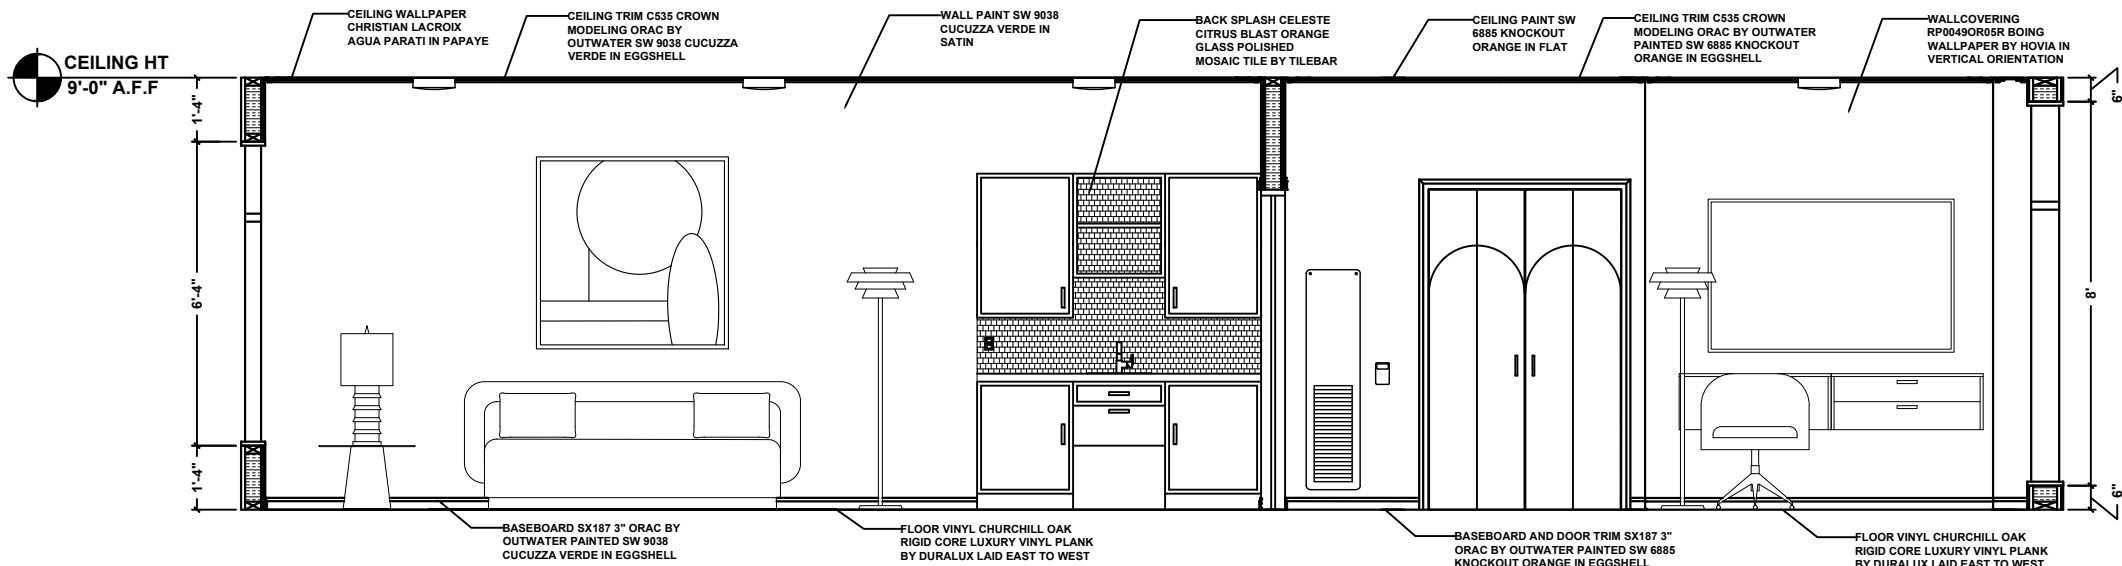 CEILING WALLPAPER
CHRISTIAN LACROIX
AGUA PARATI IN PAPAYE
CEILING TRIM C535 CROWN
MODELING ORAC BY
OUTWATER SW 9038 CUCUZZA
VERDE IN EGGSHELL
WALL PAINT SW 9038
CUCUZZA VERDE IN
SATIN
BACK SPLASH CELESTE
CITRUS BLAST ORANGE
GLASS POLISHED
MOSAIC TILE BY TILEBAR
CEILING PAINT SW
6885 KNOCKOUT
ORANGE IN FLAT
CEILING TRIM C535 CROWN
MODELING ORAC BY OUTWATER
PAINTED SW 6885 KNOCKOUT
ORANGE IN EGGSHELL
WALLCOVERING
RP0049OR05R BOING
WALLPAPER BY HOVIA IN
VERTICAL ORIENTATION
CEILING HT
9'-0" A.F.F
1'-4"
6'-4"
1'-4"
6"
8'
6"
BASEBOARD SX187 3" ORAC BY
OUTWATER PAINTED SW 9038
CUCUZZA VERDE IN EGGSHELL
FLOOR VINYL CHURCHILL OAK
RIGID CORE LUXURY VINYL PLANK
BY DURALUX LAID EAST TO WEST
BASEBOARD AND DOOR TRIM SX187 3"
ORAC BY OUTWATER PAINTED SW 6885
KNOCKOUT ORANGE IN EGGSHELL
FLOOR VINYL CHURCHILL OAK
RIGID CORE LUXURY VINYL PLANK
BY DURALUX LAID EAST TO WEST